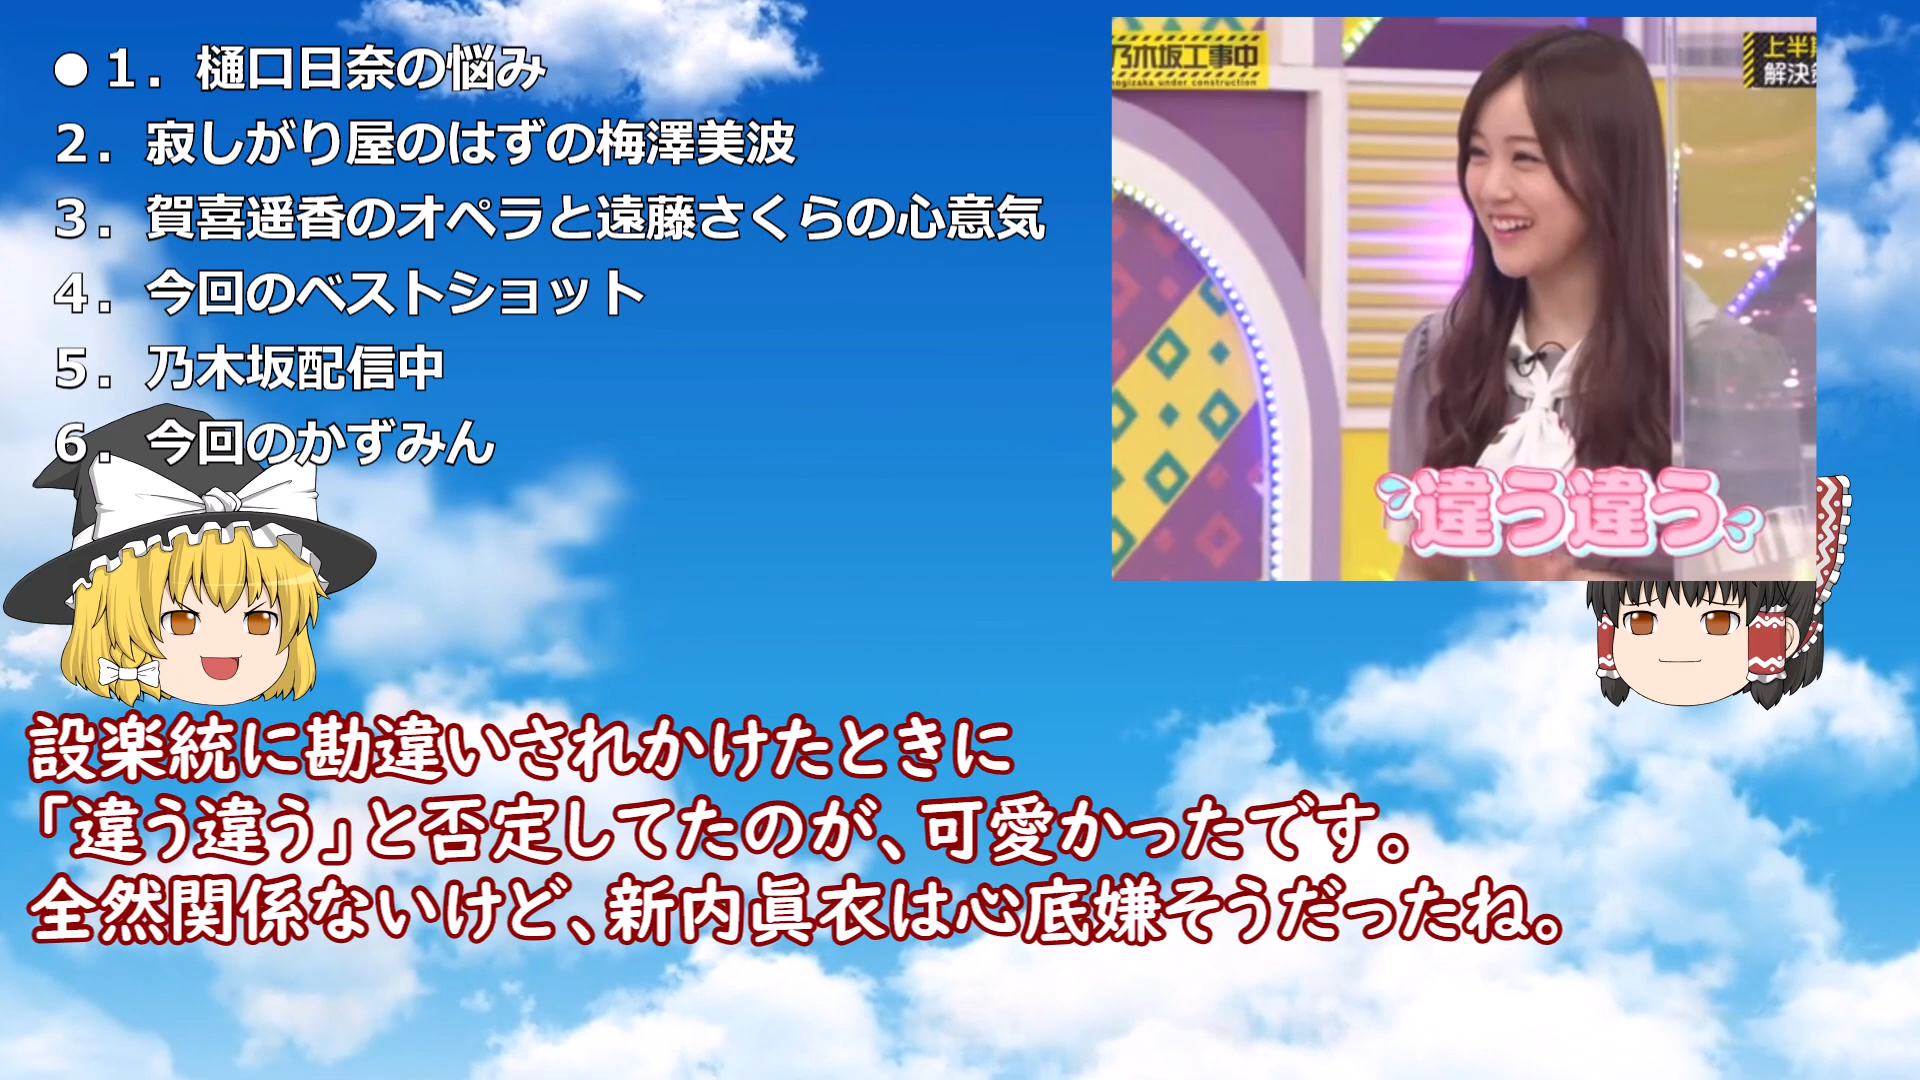 ●１．樋口日奈の悩み
２．寂しがり屋のはずの梅澤美波
３．賀喜遥香のオペラと遠藤さくらの心意気
４．今回のベストショット
５．乃木坂配信中
６．今回のかずみん
乃木坂工事中
nogizaka under construction
上半期
解決
違う違う
設楽統に勘違いされかけたときに
「違う違う」と否定してたのが、可愛かったです。
全然関係ないけど、新内眞衣は心底嫌そうだったね。